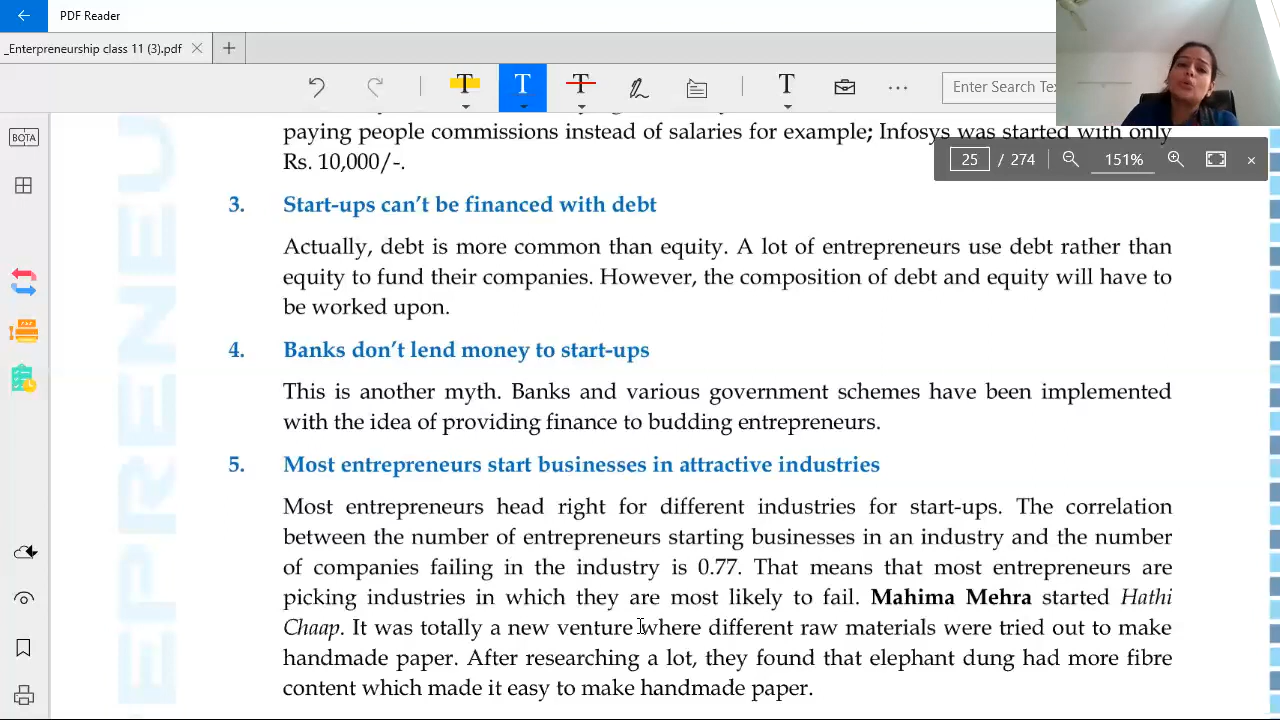 PDF Reader
_Enterpreneurship class 11 (3).pdf
Enter Search Tex
25 / 274
151%
BOTA
EPRENEU
paying people commissions instead of salaries for example; Infosys was started with only
Rs. 10,000/-.
3. Start-ups can't be financed with debt
Actually, debt is more common than equity. A lot of entrepreneurs use debt rather than
equity to fund their companies. However, the composition of debt and equity will have to
be worked upon.
4. Banks don't lend money to start-ups
This is another myth. Banks and various government schemes have been implemented
with the idea of providing finance to budding entrepreneurs.
5. Most entrepreneurs start businesses in attractive industries
Most entrepreneurs head right for different industries for start-ups. The correlation
between the number of entrepreneurs starting businesses in an industry and the number
of companies failing in the industry is 0.77. That means that most entrepreneurs are
picking industries in which they are most likely to fail. Mahima Mehra started Hathi
Chaap. It was totally a new venture where different raw materials were tried out to make
handmade paper. After researching a lot, they found that elephant dung had more fibre
content which made it easy to make handmade paper.